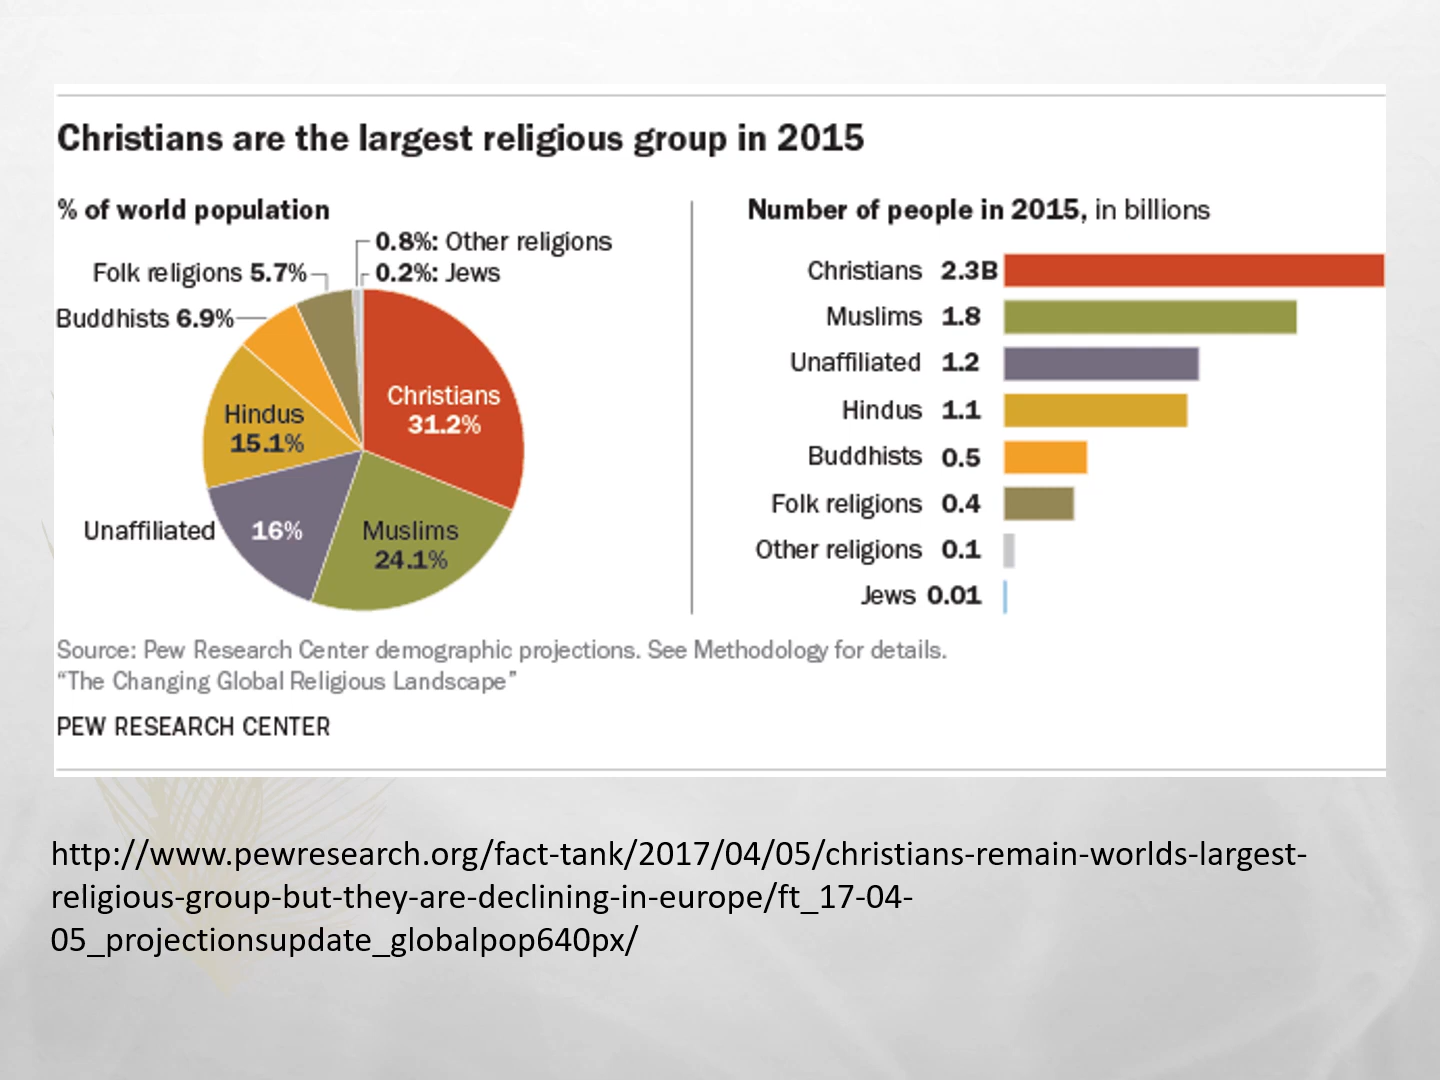 Christians are the largest religious group in 2015
% of world population
0.8%: Other religions
Folk religions 5.7%
0.2%: Jews
Buddhists 6.9%
Christians
31.2%
Hindus
15.1%
Unaffiliated
16%
Muslims
24.1%
Number of people in 2015, in billions
Christians 2.3B
Muslims 1.8
Unaffiliated 1.2
Hindus 1.1
Buddhists 0.5
Folk religions 0.4
Other religions 0.1
Jews 0.01
Source: Pew Research Center demographic projections. See Methodology for details.
“The Changing Global Religious Landscape”
PEW RESEARCH CENTER
http://www.pewresearch.org/fact-tank/2017/04/05/christians-remain-worlds-largest-
religious-group-but-they-are-declining-in-europe/ft_17-04-
05_projectionsupdate_globalpop640px/